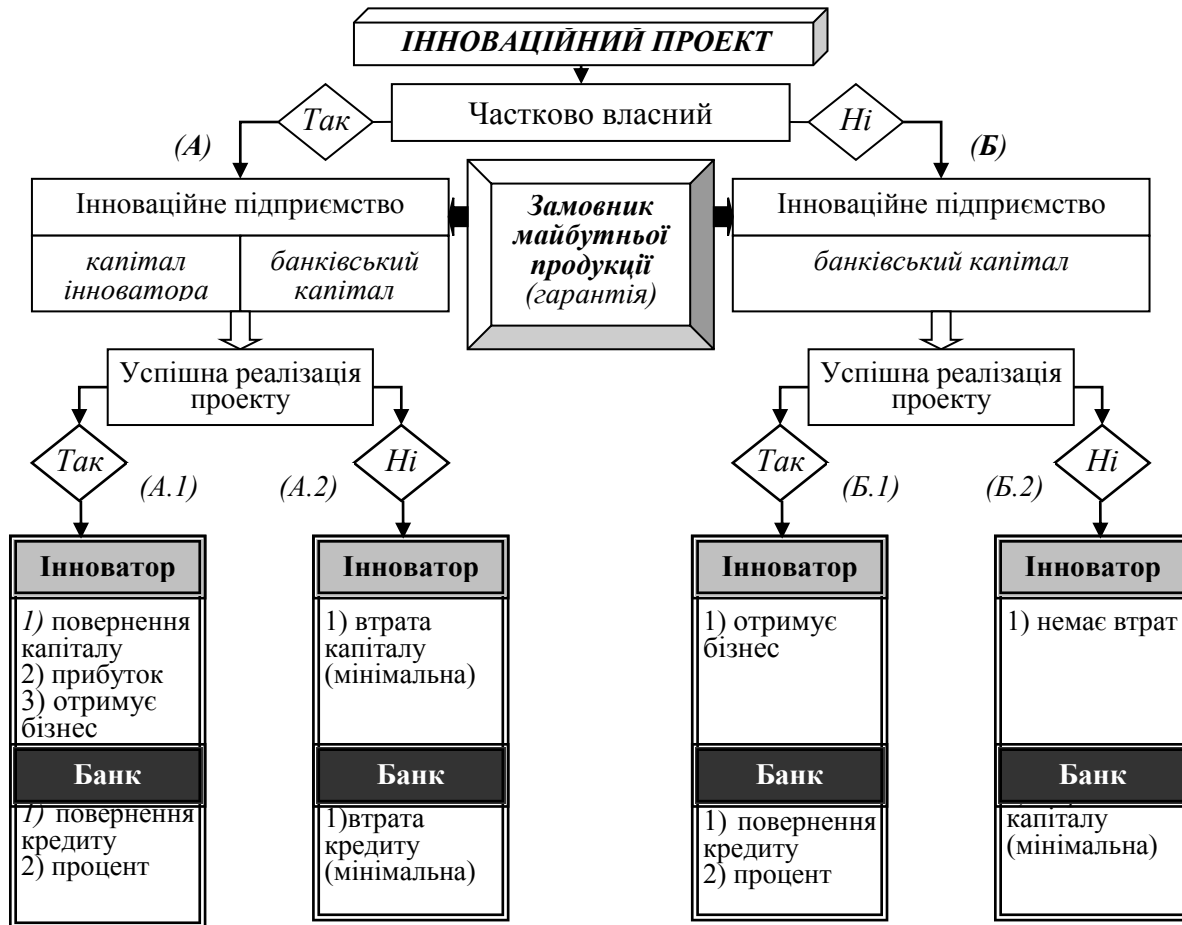 ІННОВАЦІЙНИЙ ПРОЕКТ
Частково власний
Так
Ні
(А)
(Б)
Інноваційне підприємство
капітал
інноватора
банківський
капітал
Замовник
майбутньої
продукції
(гарантія)
Інноваційне підприємство
банківський капітал
Успішна реалізація
проекту
Успішна реалізація
проекту
Так
(А.1)
Ні
(А.2)
Так
(Б.1)
Ні
(Б.2)
Інноватор
1) повернення
капіталу
2) прибуток
3) отримує
бізнес
Банк
1) повернення
кредиту
2) процент
Інноватор
1) втрата
капіталу
(мінімальна)
Банк
1)втрата
кредиту
(мінімальна)
Інноватор
1) отримує
бізнес
Банк
1) повернення
кредиту
2) процент
Інноватор
1) немає втрат
Банк
капіталу
(мінімальна)